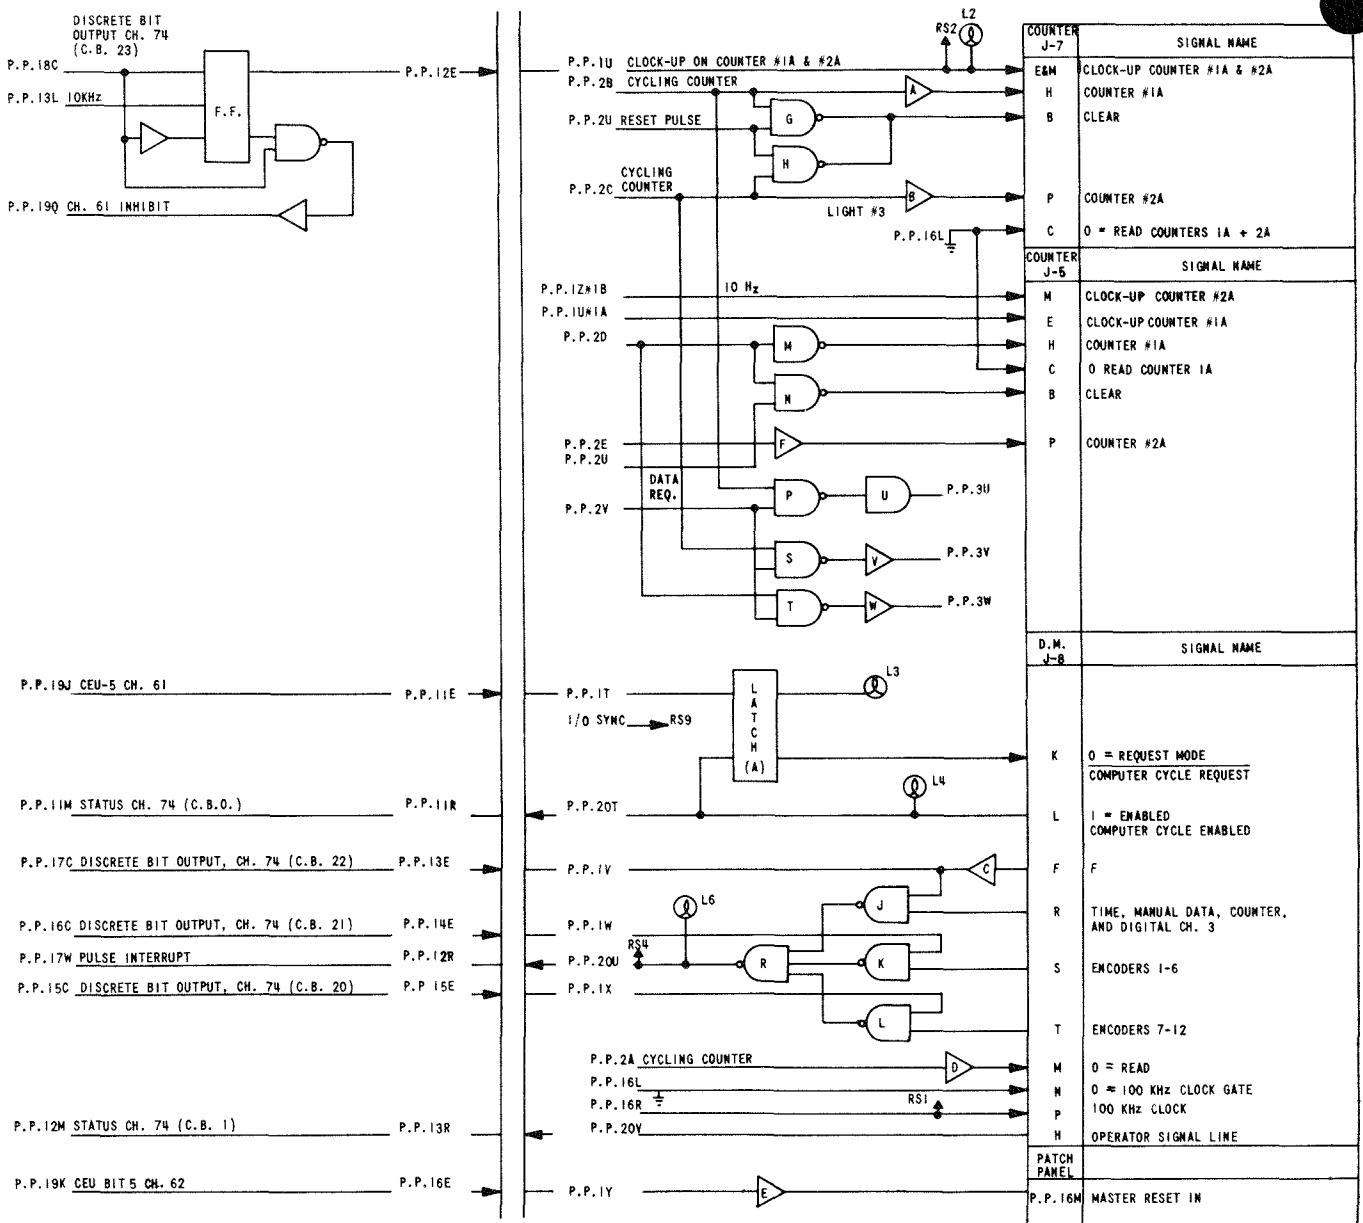 DISCRETE BIT
OUTPUT CH. 74
(C.B. 23)
P.P.18C
P.P.12E
P.P.13L 10KHz
F.F.
P.P.19Q CH. 61 INHIBIT
L2
RS2
COUNTER
J-7
SIGNAL NAME
P.P.1U CLOCK-UP ON COUNTER #1A & #2A
E&M CLOCK-UP COUNTER #1A & #2A
P.P.2B CYCLING COUNTER
A
H COUNTER #1A
P.P.2U RESET PULSE
G
B CLEAR
H
CYCLING
P.P.2C COUNTER
B
P COUNTER #2A
LIGHT #3
P.P.16L
C 0 = READ COUNTERS 1A + 2A
COUNTER
J-5
SIGNAL NAME
P.P.1Z#1B 10 Hz
M CLOCK-UP COUNTER #2A
P.P.1U#1A
E CLOCK-UP COUNTER #1A
P.P.2D
M
H COUNTER #1A
C 0 READ COUNTER 1A
N
B CLEAR
P.P.2E
F
P COUNTER #2A
P.P.2U
DATA
REQ.
P
U
P.P.3U
P.P.2V
S
V
P.P.3V
T
W
P.P.3W
D.M.
J-8
SIGNAL NAME
P.P.19J CEU-5 CH. 61
P.P.11E
P.P.1T
LATCH
(A)
L3
I/O SYNC RS9
K 0 = REQUEST MODE
COMPUTER CYCLE REQUEST
L4
P.P.11M STATUS CH. 74 (C.B.0.)
P.P.11R
P.P.20T
L 1 = ENABLED
COMPUTER CYCLE ENABLED
P.P.17C DISCRETE BIT OUTPUT, CH. 74 (C.B. 22)
P.P.13E
P.P.1V
C
F F
L6
J
R TIME, MANUAL DATA, COUNTER,
AND DIGITAL CH. 3
P.P.16C DISCRETE BIT OUTPUT, CH. 74 (C.B. 21)
P.P.14E
P.P.1W
RS4
P.P.17W PULSE INTERRUPT
P.P.12R
P.P.20U
R
K
S ENCODERS 1-6
P.P.15C DISCRETE BIT OUTPUT, CH. 74 (C.B. 20)
P.P 15E
P.P.1X
L
T ENCODERS 7-12
P.P.2A CYCLING COUNTER
D
M 0 = READ
P.P.16L
N 0 = 100 KHz CLOCK GATE
P.P.16R
RS1
P 100 KHz CLOCK
P.P.12M STATUS CH. 74 (C.B. 1)
P.P.13R
P.P.20V
H OPERATOR SIGNAL LINE
PATCH
PANEL
P.P.19K CEU BIT 5 CH. 62
P.P.16E
P.P.1Y
E
P.P.16M MASTER RESET IN